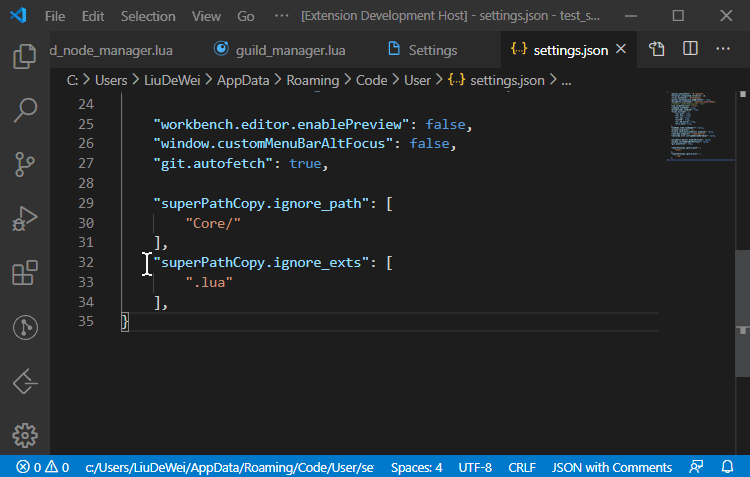 File Edit Selection View Go ··· [Extension Development Host] - settings.json - test_s...
d_node_manager.lua guild_manager.lua Settings {..} settings.json ···
C: > Users > LiuDeWei > AppData > Roaming > Code > User > {..} settings.json > ...
24
25 "workbench.editor.enablePreview": false,
26 "window.customMenuBarAltFocus": false,
27 "git.autofetch": true,
28
29 "superPathCopy.ignore_path": [
30 "Core/"
31 ],
32 "superPathCopy.ignore_exts": [
33 ".lua"
34 ],
35 }
0 0 c:/Users/LiuDeWei/AppData/Roaming/Code/User/se Spaces: 4 UTF-8 CRLF JSON with Comments